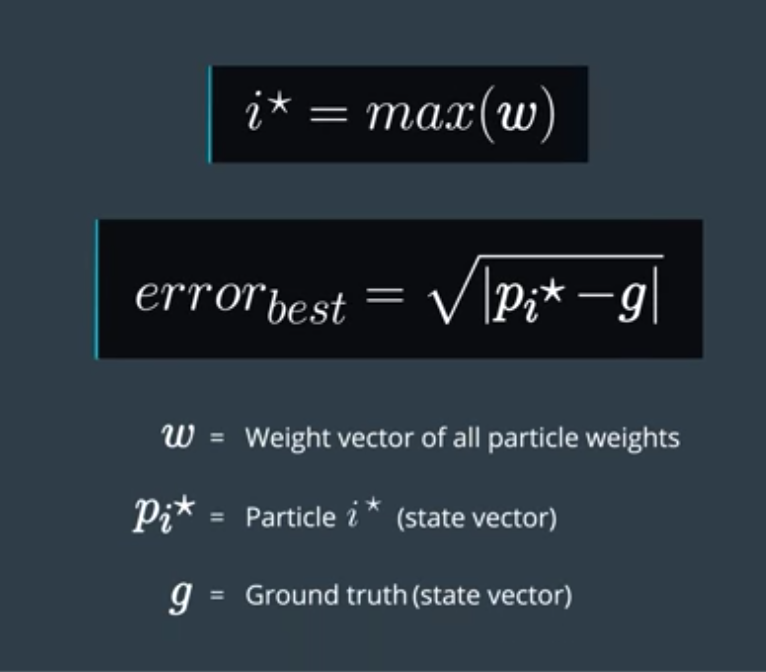 i⋆ = max(w)
error_best = √|p_i⋆ − g|
w = Weight vector of all particle weights
p_i⋆ = Particle i⋆ (state vector)
g = Ground truth (state vector)